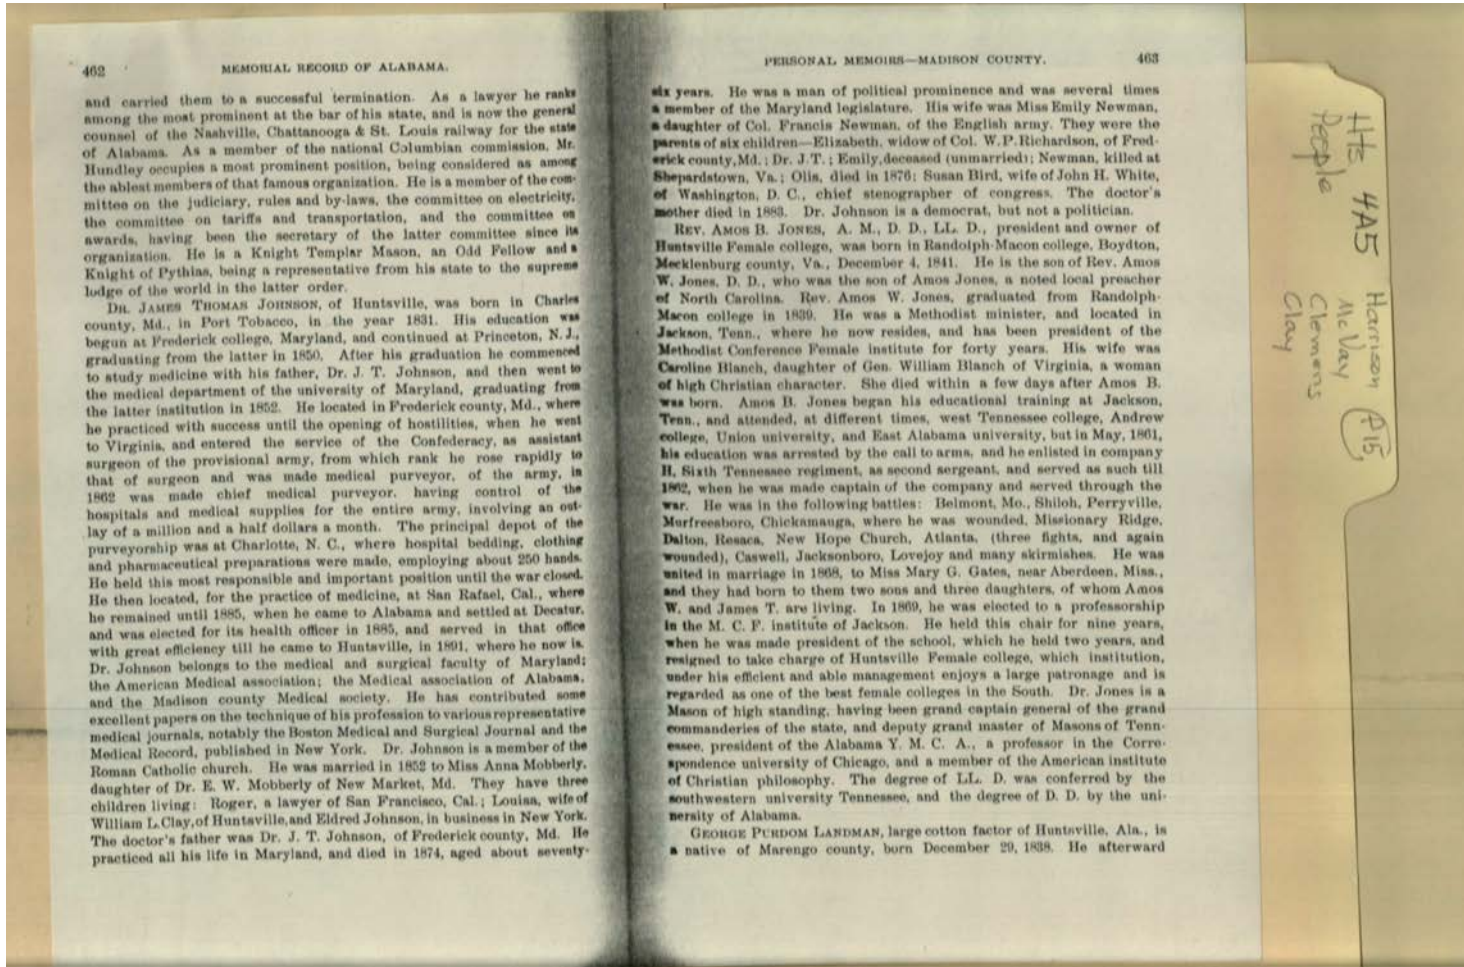 462 MEMORIAL RECORD OF ALABAMA.
and carried them to a successful termination. As a lawyer he ranks
among the most prominent at the bar of his state, and is now the general
counsel of the Nashville, Chattanooga & St. Louis railway for the state
of Alabama. As a member of the national Columbian commission, Mr.
Hundley occupies a most prominent position, being considered as among
the ablest members of that famous organization. He is a member of the com-
mittee on the judiciary, rules and by-laws, the committee on electricity,
the committee on tariffs and transportation, and the committee on
awards, having been the secretary of the latter committee since its
organization. He is a Knight Templar Mason, an Odd Fellow and a
Knight of Pythias, being a representative from his state to the supreme
lodge of the world in the latter order.
DR. JAMES THOMAS JOHNSON, of Huntsville, was born in Charles
county, Md., in Port Tobacco, in the year 1831. His education was
begun at Frederick college, Maryland, and continued at Princeton, N. J.,
graduating from the latter in 1850. After his graduation he commenced
to study medicine with his father, Dr. J. T. Johnson, and then went to
the medical department of the university of Maryland, graduating from
the latter institution in 1852. He located in Frederick county, Md., where
he practiced with success until the opening of hostilities, when he went
to Virginia, and entered the service of the Confederacy, as assistant
surgeon of the provisional army, from which rank he rose rapidly to
that of surgeon and was made medical purveyor, of the army, in
1862 was made chief medical purveyor, having control of the
hospitals and medical supplies for the entire army, involving an out-
lay of a million and a half dollars a month. The principal depot of the
purveyorship was at Charlotte, N. C., where hospital bedding, clothing
and pharmaceutical preparations were made, employing about 250 hands.
He held this most responsible and important position until the war closed.
He then located, for the practice of medicine, at San Rafael, Cal., where
he remained until 1885, when he came to Alabama and settled at Decatur,
and was elected for its health officer in 1885, and served in that office
with great efficiency till he came to Huntsville, in 1891, where he now is.
Dr. Johnson belongs to the medical and surgical faculty of Maryland;
the American Medical association; the Medical association of Alabama,
and the Madison county Medical society. He has contributed some
excellent papers on the technique of his profession to various representative
medical journals, notably the Boston Medical and Surgical Journal and the
Medical Record, published in New York. Dr. Johnson is a member of the
Roman Catholic church. He was married in 1852 to Miss Anna Mobberly,
daughter of Dr. E. W. Mobberly of New Market, Md. They have three
children living: Roger, a lawyer of San Francisco, Cal.; Louisa, wife of
William L. Clay, of Huntsville, and Eldred Johnson, in business in New York.
The doctor's father was Dr. J. T. Johnson, of Frederick county, Md. He
practiced all his life in Maryland, and died in 1874, aged about seventy-
PERSONAL MEMOIRS—MADISON COUNTY. 463
six years. He was a man of political prominence and was several times
a member of the Maryland legislature. His wife was Miss Emily Newman,
a daughter of Col. Francis Newman, of the English army. They were the
parents of six children—Elizabeth, widow of Col. W. P. Richardson, of Fred-
erick county, Md.; Dr. J. T.; Emily, deceased (unmarried); Newman, killed at
Shepardstown, Va.; Olis, died in 1876; Susan Bird, wife of John H. White,
of Washington, D. C., chief stenographer of congress. The doctor's
mother died in 1883. Dr. Johnson is a democrat, but not a politician.
REV. AMOS B. JONES, A. M., D. D., LL. D., president and owner of
Huntsville Female college, was born in Randolph-Macon college, Boydton,
Mecklenburg county, Va., December 4, 1841. He is the son of Rev. Amos
W. Jones, D. D., who was the son of Amos Jones, a noted local preacher
of North Carolina. Rev. Amos W. Jones, graduated from Randolph-
Macon college in 1839. He was a Methodist minister, and located in
Jackson, Tenn., where he now resides, and has been president of the
Methodist Conference Female institute for forty years. His wife was
Caroline Blanch, daughter of Gen. William Blanch of Virginia, a woman
of high Christian character. She died within a few days after Amos B.
was born. Amos B. Jones began his educational training at Jackson,
Tenn., and attended, at different times, west Tennessee college, Andrew
college, Union university, and East Alabama university, but in May, 1861,
his education was arrested by the call to arms, and he enlisted in company
H, Sixth Tennessee regiment, as second sergeant, and served as such till
1862, when he was made captain of the company and served through the
war. He was in the following battles: Belmont, Mo., Shiloh, Perryville,
Murfreesboro, Chickamauga, where he was wounded, Missionary Ridge,
Dalton, Resaca, New Hope Church, Atlanta, (three fights, and again
wounded), Caswell, Jacksonboro, Lovejoy and many skirmishes. He was
united in marriage in 1868, to Miss Mary G. Gates, near Aberdeen, Miss.,
and they had born to them two sons and three daughters, of whom Amos
W. and James T. are living. In 1869, he was elected to a professorship
in the M. C. F. institute of Jackson. He held this chair for nine years,
when he was made president of the school, which he held two years, and
resigned to take charge of Huntsville Female college, which institution,
under his efficient and able management enjoys a large patronage and is
regarded as one of the best female colleges in the South. Dr. Jones is a
Mason of high standing, having been grand captain general of the grand
commanderies of the state, and deputy grand master of Masons of Tenn-
essee, president of the Alabama Y. M. C. A., a professor in the Corre-
spondence university of Chicago, and a member of the American institute
of Christian philosophy. The degree of LL. D. was conferred by the
southwestern university Tennessee, and the degree of D. D. by the uni-
nersity of Alabama.
GEORGE PURDOM LANDMAN, large cotton factor of Huntsville, Ala., is
a native of Marengo county, born December 29, 1838. He afterward
Hts 4A5 Harrison P15,
People McVay
Clemons
Clay